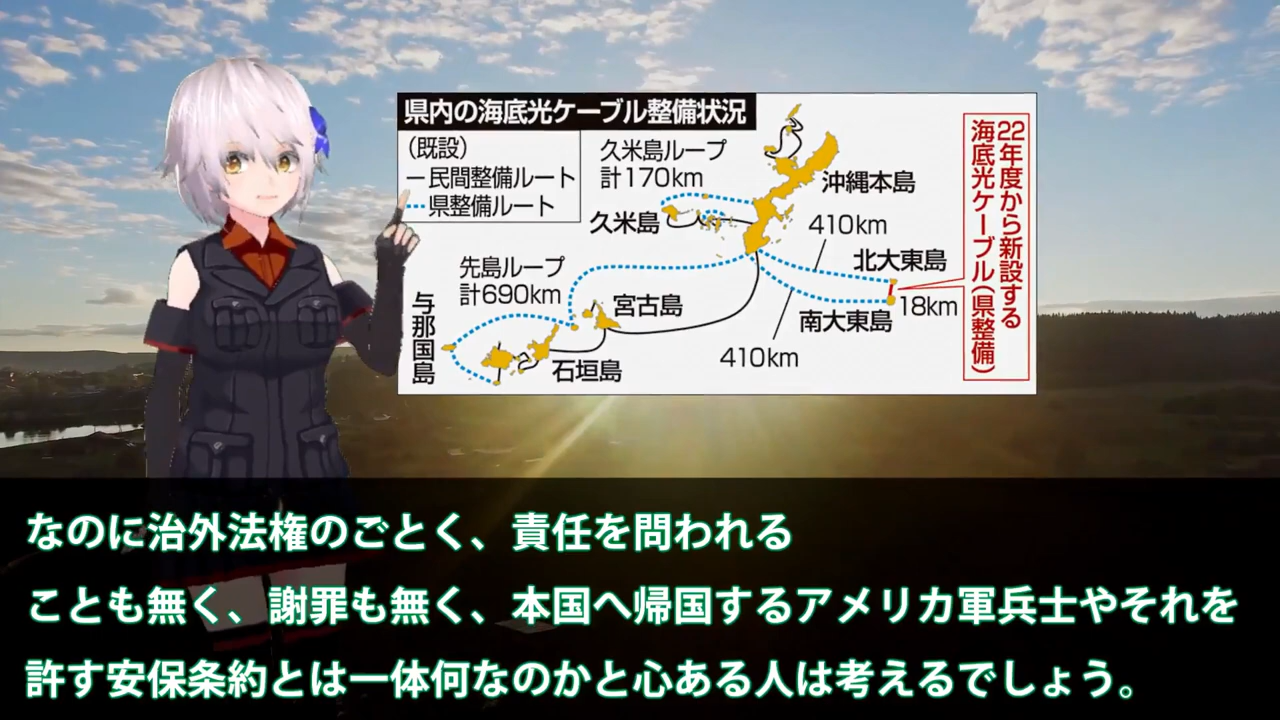 県内の海底光ケーブル整備状況
(既設)
民間整備ルート
県整備ルート
久米島ループ
計170km
久米島
沖縄本島
410km
北大東島
18km
南大東島
410km
先島ループ
計690km
宮古島
与那国島
石垣島
22年度から新設する
海底光ケーブル(県整備)
なのに治外法権のごとく、責任を問われる
ことも無く、謝罪も無く、本国へ帰国するアメリカ軍兵士やそれを
許す安保条約とは一体何なのかと心ある人は考えるでしょう。